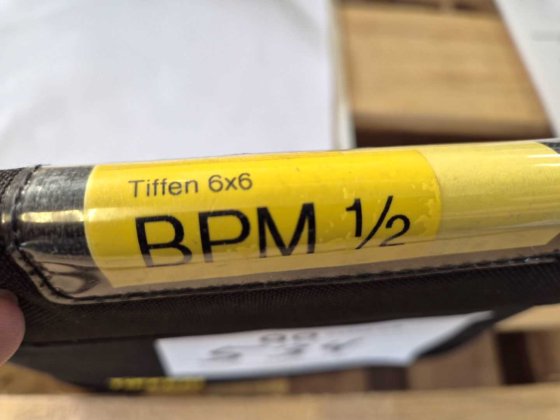 Tiffen 6x6
BPM ½